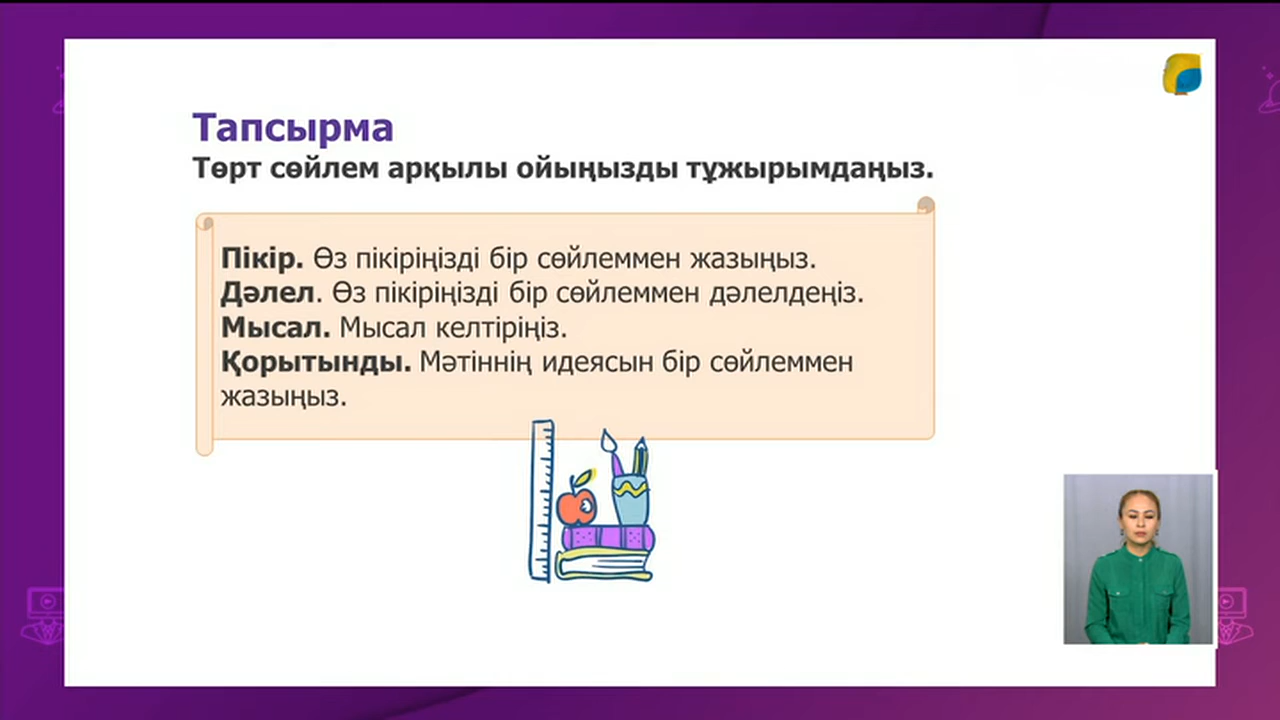 Тапсырма
Төрт сөйлем арқылы ойыңызды тұжырымдаңыз.
Пікір. Өз пікіріңізді бір сөйлеммен жазыңыз.
Дәлел. Өз пікіріңізді бір сөйлеммен дәлелдеңіз.
Мысал. Мысал келтіріңіз.
Қорытынды. Мәтіннің идеясын бір сөйлеммен
жазыңыз.